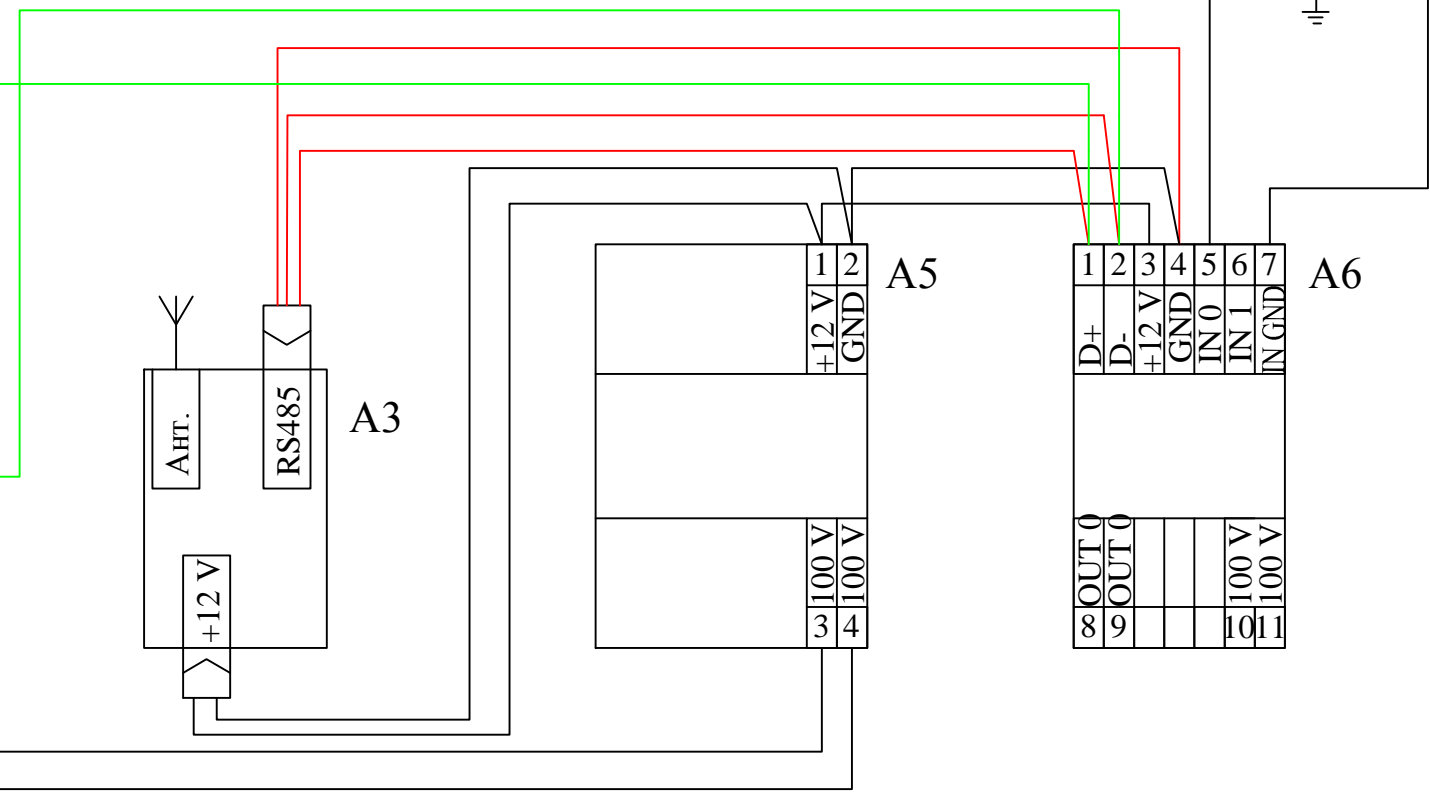 1 2
A5
+12 V
GND
1 2 3 4 5 6 7
A6
D+
D-
+12 V
GND
IN 0
IN 1
IN GND
Ант.
RS485
A3
+12 V
100 V
100 V
3 4
OUT 0
OUT 0
100 V
100 V
8 9 10 11